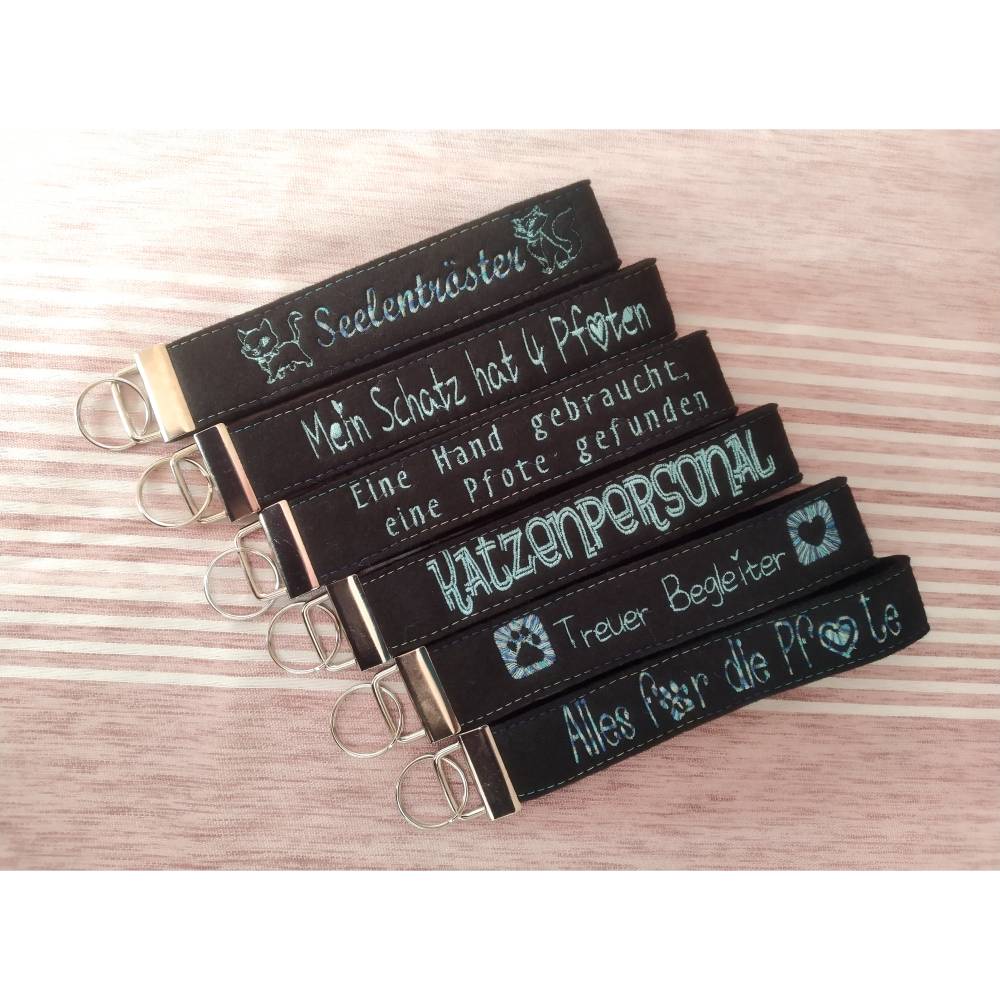 Seelentröster
Mein Schatz hat 4 Pfoten
Eine Hand gebraucht,
eine Pfote gefunden
KATZENPERSONAL
Treuer Begleiter
Alles für die Pfote